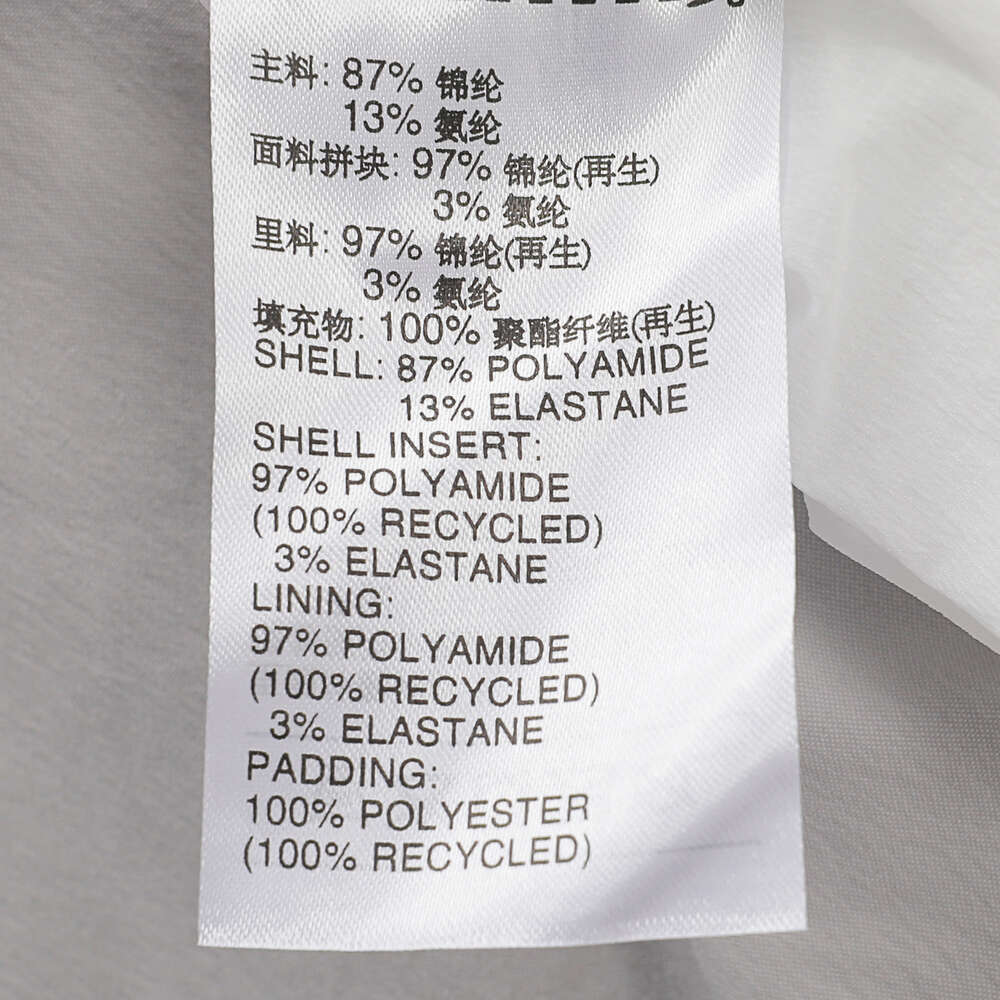 主料: 87% 锦纶
13% 氨纶
面料拼块: 97% 锦纶(再生)
3% 氨纶
里料: 97% 锦纶(再生)
3% 氨纶
填充物: 100% 聚酯纤维(再生)
SHELL: 87% POLYAMIDE
13% ELASTANE
SHELL INSERT:
97% POLYAMIDE
(100% RECYCLED)
3% ELASTANE
LINING:
97% POLYAMIDE
(100% RECYCLED)
3% ELASTANE
PADDING:
100% POLYESTER
(100% RECYCLED)